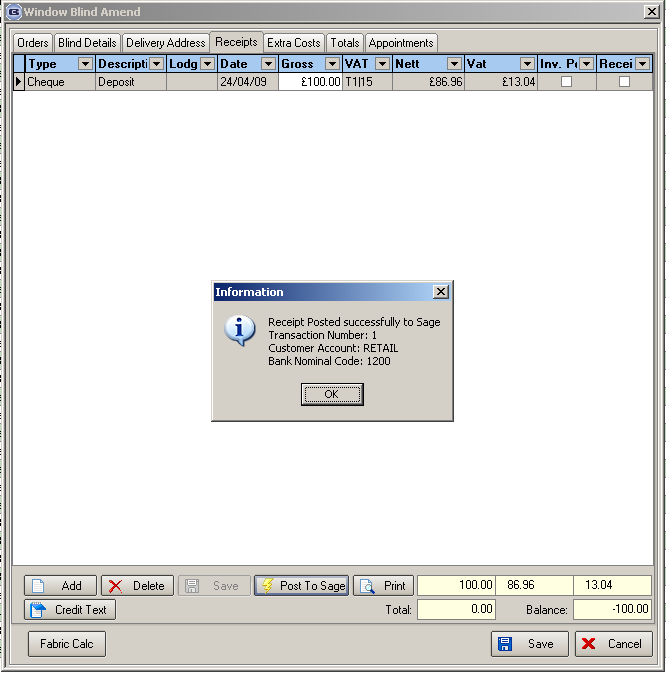 Window Blind Amend
Orders Blind Details Delivery Address Receipts Extra Costs Totals Appointments
Type Descripti Lodg Date Gross VAT Nett Vat Inv. Po Recei
Cheque Deposit 24/04/09 £100.00 T1|15 £86.96 £13.04
Information
Receipt Posted successfully to Sage
Transaction Number: 1
Customer Account: RETAIL
Bank Nominal Code: 1200
OK
Add Delete Save Post To Sage Print 100.00 86.96 13.04
Credit Text Total: 0.00 Balance: -100.00
Fabric Calc Save Cancel